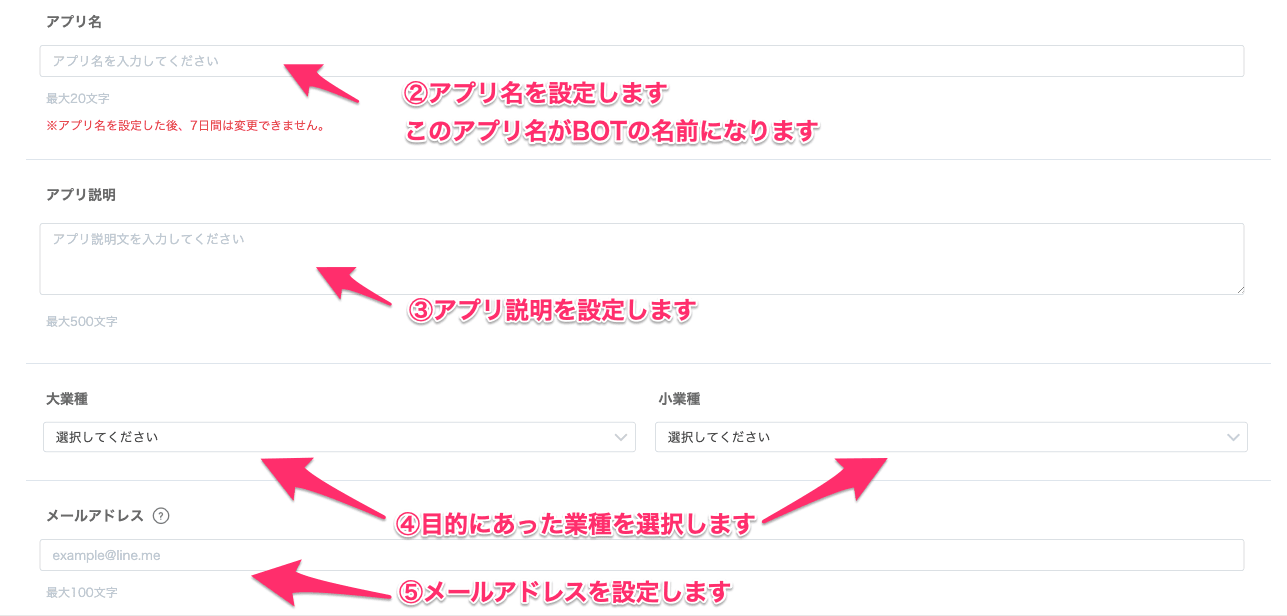 アプリ名
アプリ名を入力してください
最大20文字
②アプリ名を設定します
※アプリ名を設定した後、7日間は変更できません。
このアプリ名がBOTの名前になります
アプリ説明
アプリ説明文を入力してください
③アプリ説明を設定します
最大500文字
大業種
小業種
選択してください
選択してください
④目的にあった業種を選択します
メールアドレス ?
example@line.me
最大100文字
⑤メールアドレスを設定します